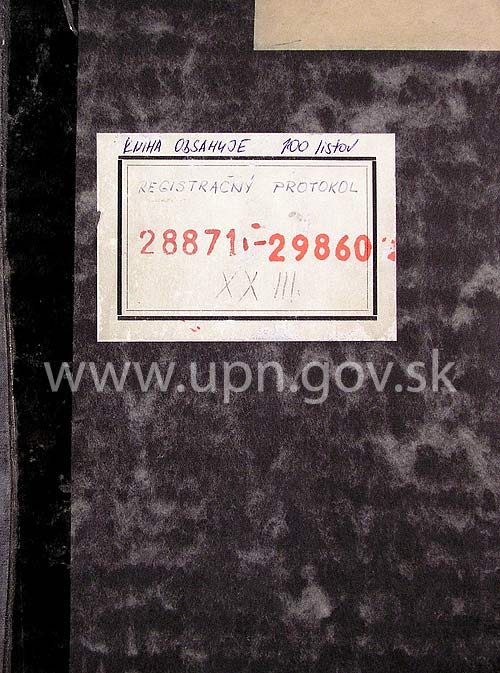 KNIHA OBSAHUJE 100 listov
REGISTRAČNÝ PROTOKOL
28871-29860
XXIII.
www.upn.gov.sk